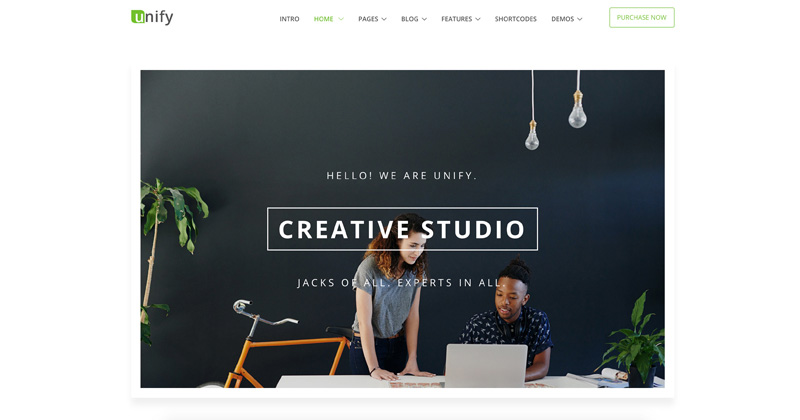 unify
INTRO HOME PAGES BLOG FEATURES SHORTCODES DEMOS PURCHASE NOW
HELLO! WE ARE UNIFY.
CREATIVE STUDIO
JACKS OF ALL. EXPERTS IN ALL.